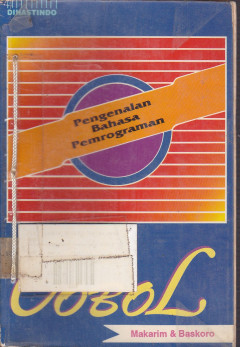 DINASTINDO
Pengenalan
Bahasa
Pemrograman
COBOL
Makarim & Baskoro